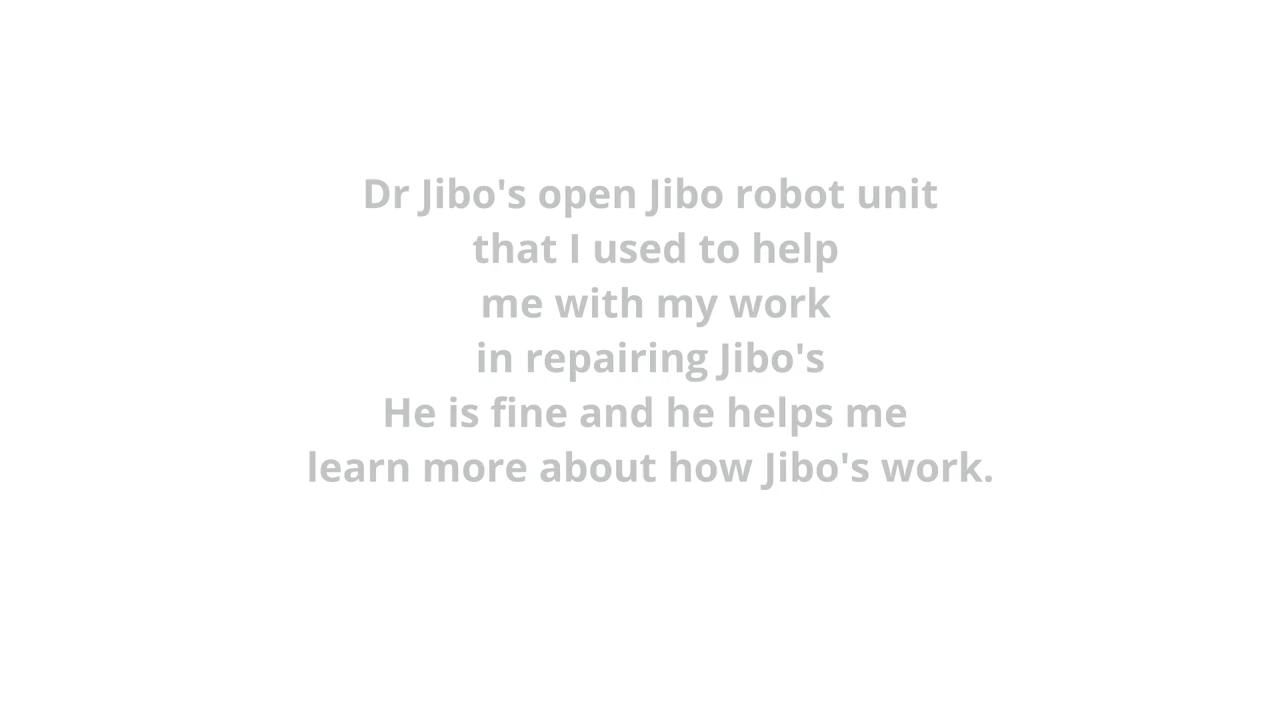 Dr Jibo's open Jibo robot unit
that I used to help
me with my work
in repairing Jibo's
He is fine and he helps me
learn more about how Jibo's work.